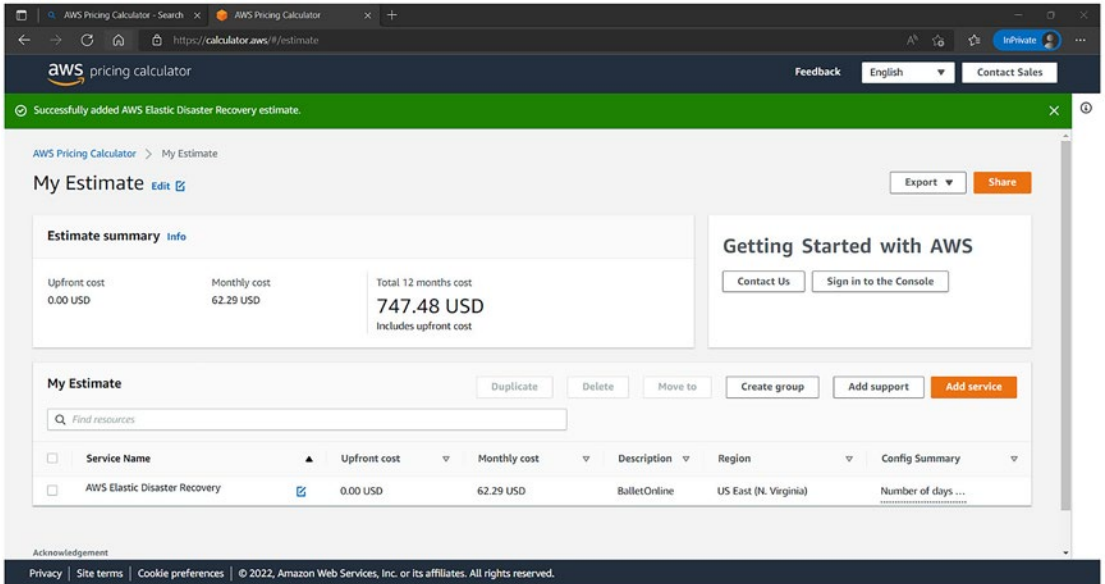 AWS Pricing Calculator - Search
AWS Pricing Calculator
https://calculator.aws/#/estimate
InPrivate
aws pricing calculator
Feedback
English
Contact Sales
Successfully added AWS Elastic Disaster Recovery estimate.
AWS Pricing Calculator > My Estimate
My Estimate Edit
Export
Share
Estimate summary Info
Upfront cost
0.00 USD
Monthly cost
62.29 USD
Total 12 months cost
747.48 USD
Includes upfront cost
Getting Started with AWS
Contact Us
Sign in to the Console
My Estimate
Duplicate
Delete
Move to
Create group
Add support
Add service
Find resources
Service Name Upfront cost Monthly cost Description Region Config Summary
AWS Elastic Disaster Recovery 0.00 USD 62.29 USD BalletOnline US East (N. Virginia) Number of days ...
Acknowledgement
Privacy | Site terms | Cookie preferences | © 2022, Amazon Web Services, Inc. or its affiliates. All rights reserved.